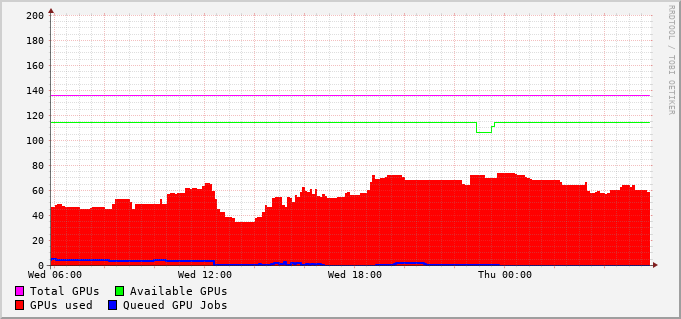 200
180
160
140
120
100
80
60
40
20
0
Wed 06:00 Wed 12:00 Wed 18:00 Thu 00:00
Total GPUs Available GPUs
GPUs used Queued GPU Jobs
RRDTOOL / TOBI OETIKER